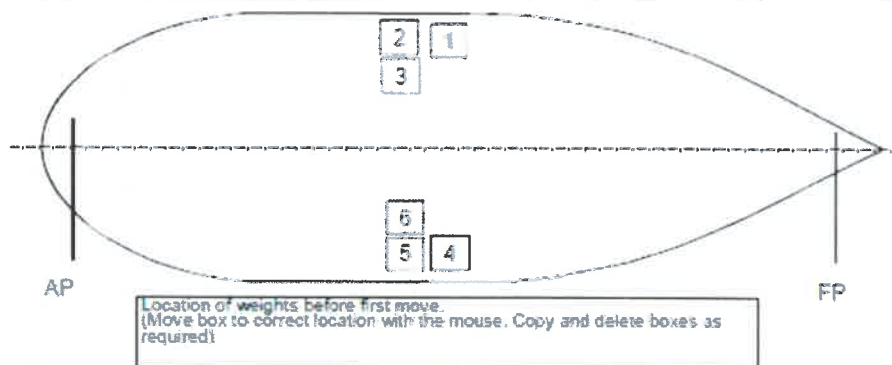 2 1
3
6
5 4
AP
FP
Location of weights before first move.
(Move box to correct location with the mouse. Copy and delete boxes as
required)